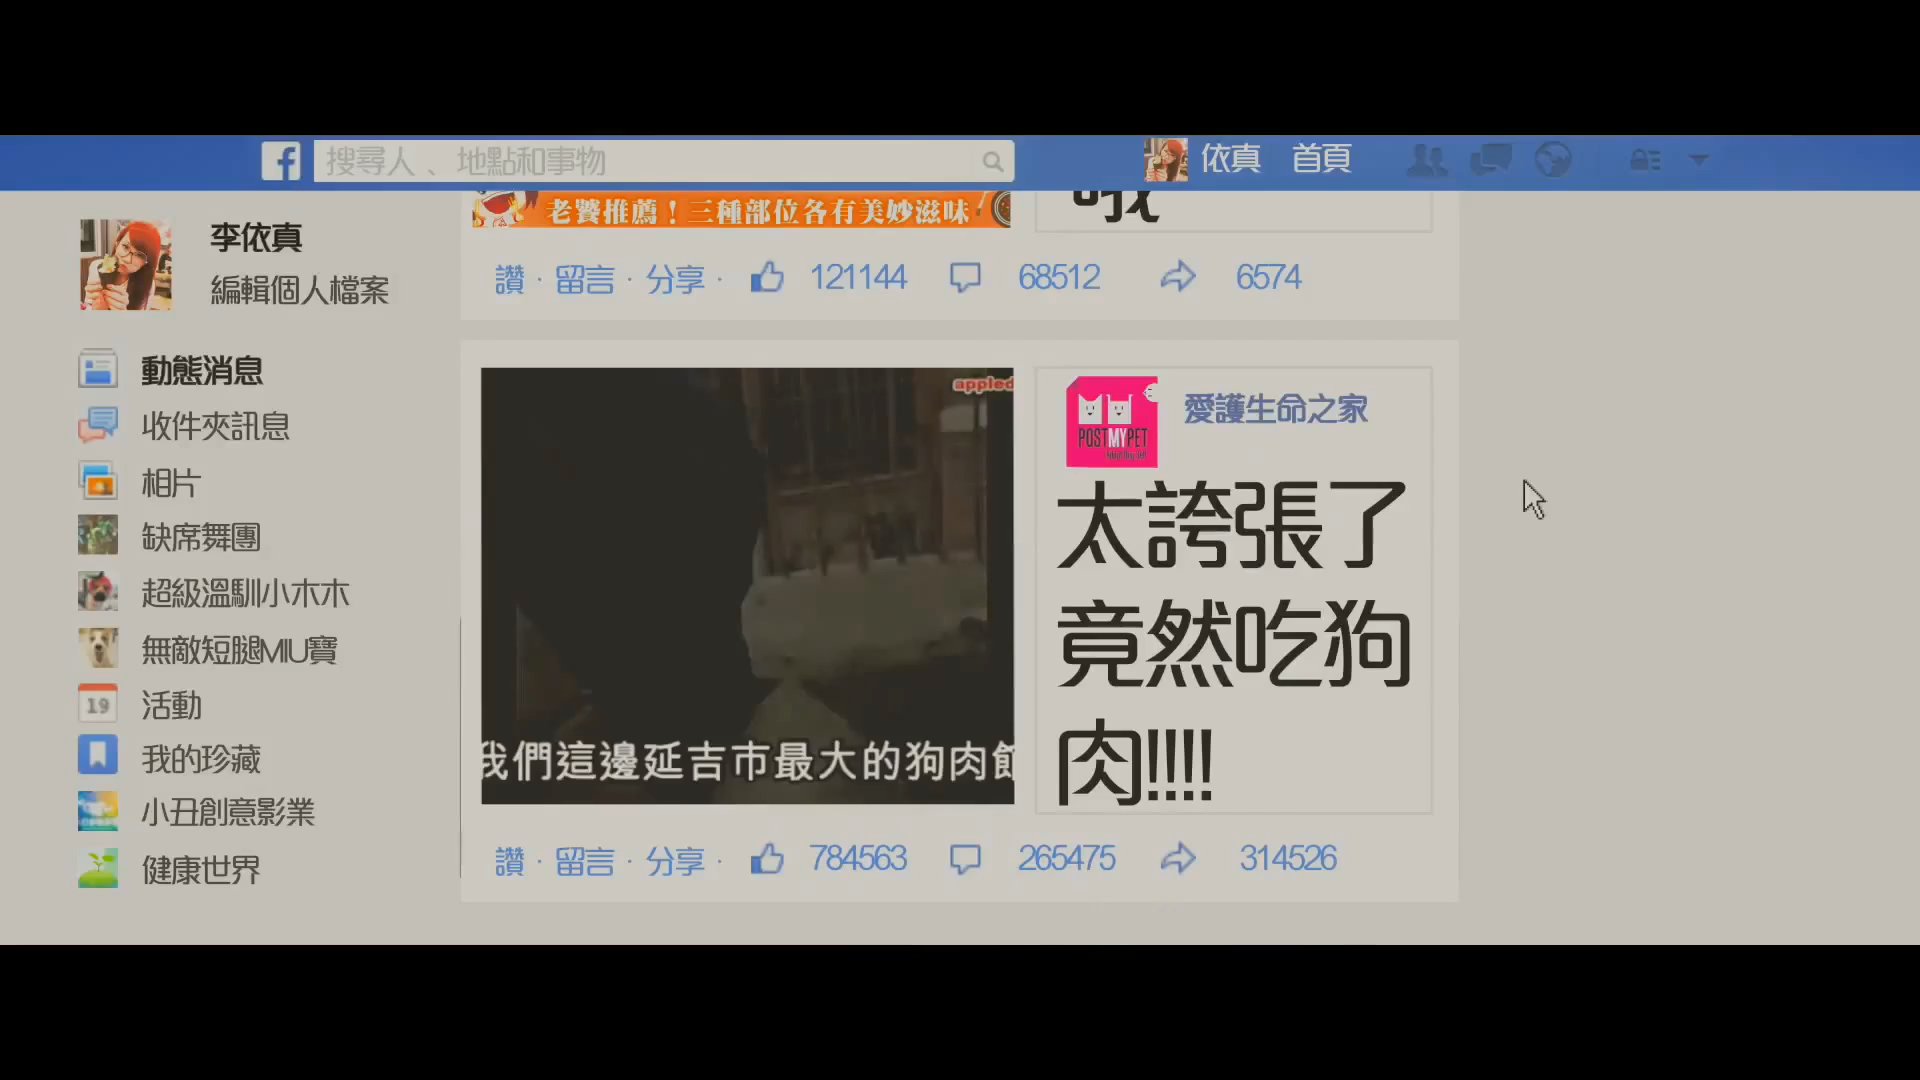 搜尋人、地點和事物
依真
首頁
李依真
編輯個人檔案
動態消息
收件夾訊息
相片
缺席舞團
超級溫馴小木木
無敵短腿MIU寶
19
活動
我的珍藏
小丑創意影業
健康世界
老饕推薦！三種部位各有美妙滋味
讚 · 留言 · 分享 · 121144 68512 6574
appled
我們這邊延吉市最大的狗肉館
POSTMYPET
愛護生命之家
太誇張了
竟然吃狗
肉!!!!
讚 · 留言 · 分享 · 784563 265475 314526